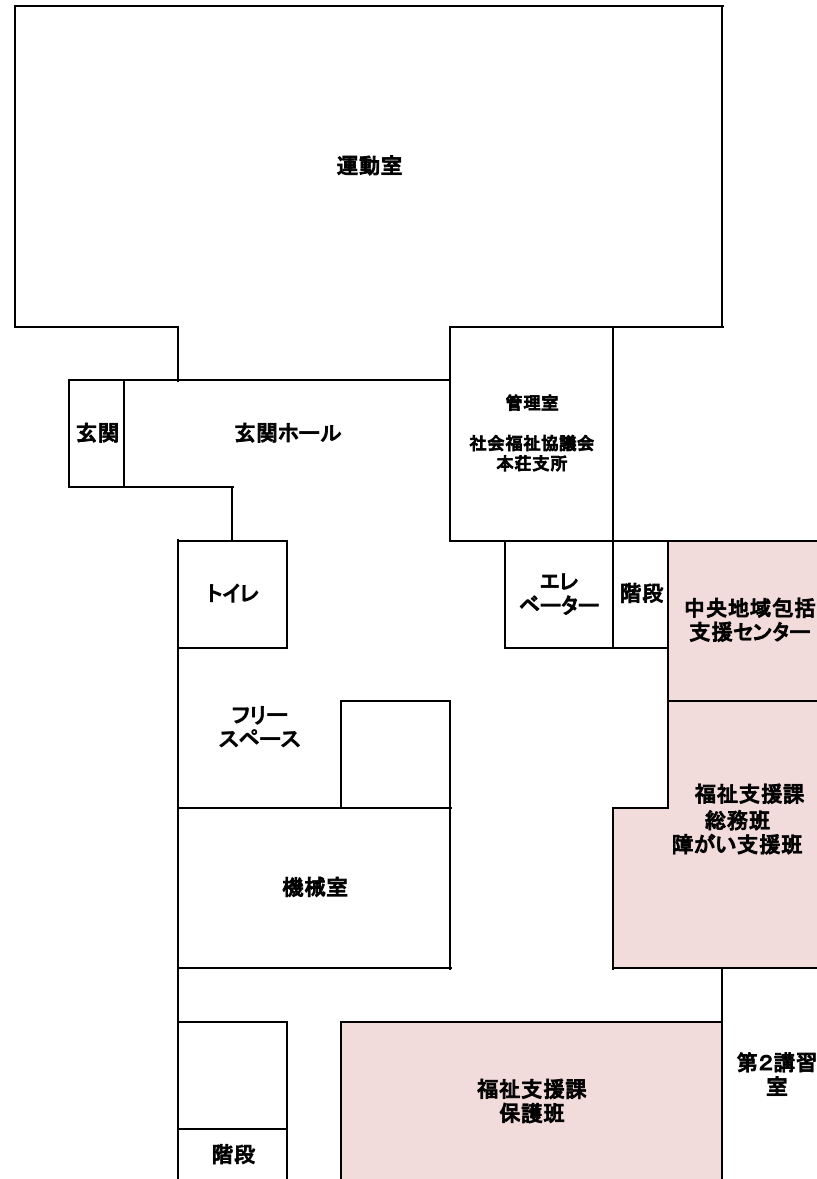 運動室
玄関
玄関ホール
管理室
社会福祉協議会
本荘支所
トイレ
エレ
ベーター
階段
中央地域包括
支援センター
フリー
スペース
福祉支援課
総務班
障がい支援班
機械室
第2講習
室
福祉支援課
保護班
階段